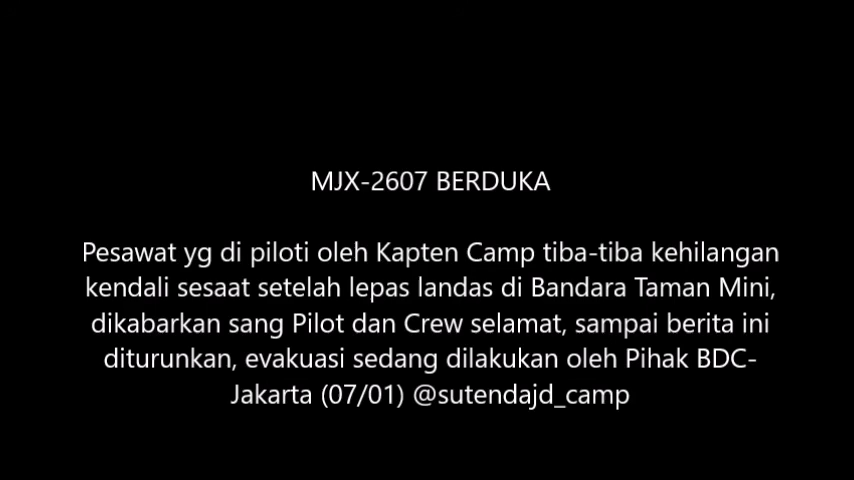 MJX-2607 BERDUKA
Pesawat yg di piloti oleh Kapten Camp tiba-tiba kehilangan
kendali sesaat setelah lepas landas di Bandara Taman Mini,
dikabarkan sang Pilot dan Crew selamat, sampai berita ini
diturunkan, evakuasi sedang dilakukan oleh Pihak BDC-
Jakarta (07/01) @sutendajd_camp